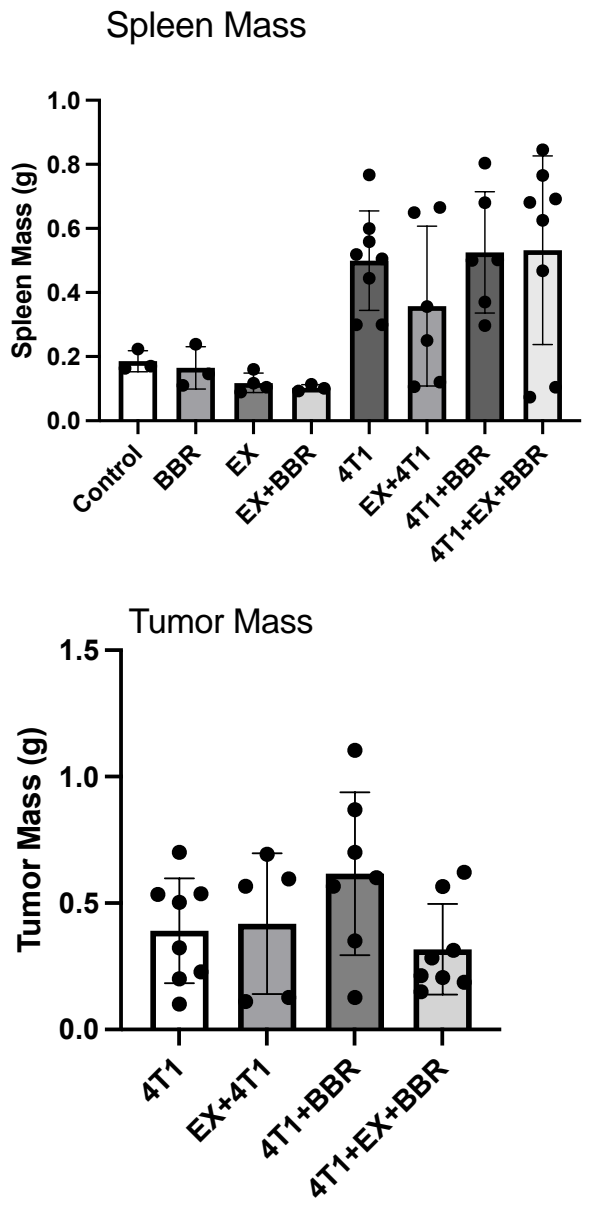 Spleen Mass
Spleen Mass (g)
1.0
0.8
0.6
0.4
0.2
0.0
Control
BBR
EX
EX+BBR
4T1
EX+4T1
4T1+BBR
4T1+EX+BBR
Tumor Mass
Tumor Mass (g)
1.5
1.0
0.5
0.0
4T1
EX+4T1
4T1+BBR
4T1+EX+BBR